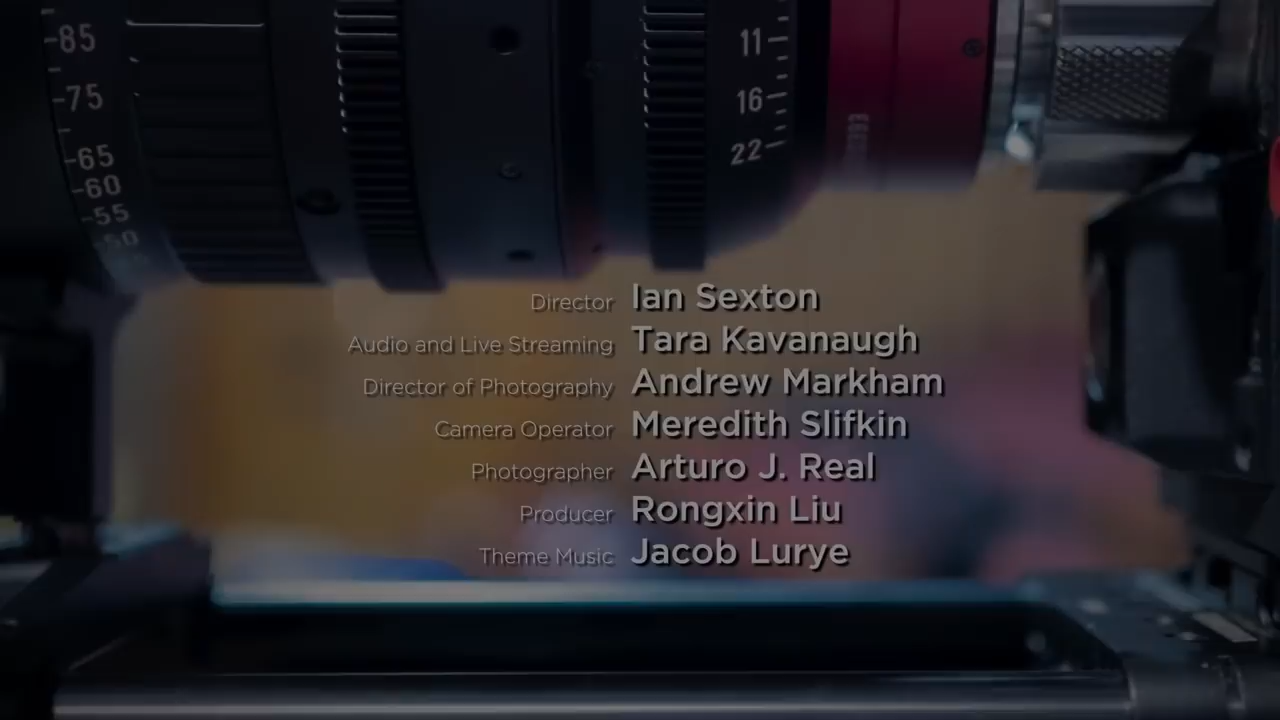 -85
-75
-65
-60
-55
50
11
16
22
Director Ian Sexton
Audio and Live Streaming Tara Kavanaugh
Director of Photography Andrew Markham
Camera Operator Meredith Slifkin
Photographer Arturo J. Real
Producer Rongxin Liu
Theme Music Jacob Lurye